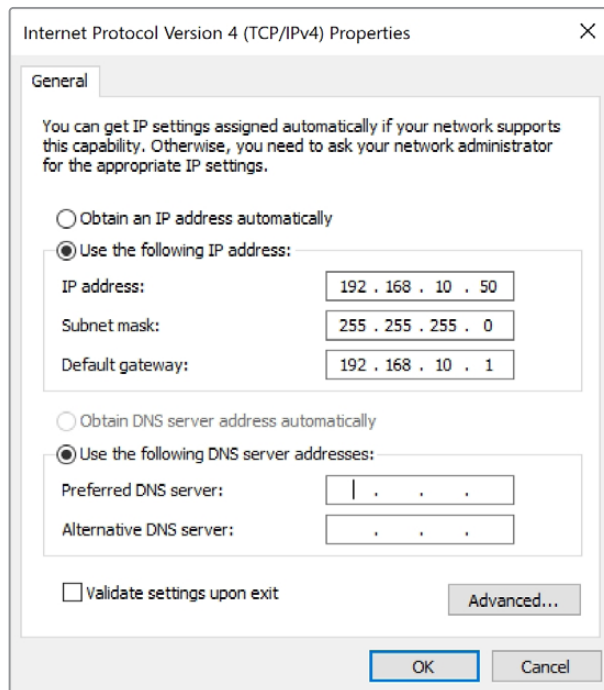 Internet Protocol Version 4 (TCP/IPv4) Properties
General
You can get IP settings assigned automatically if your network supports
this capability. Otherwise, you need to ask your network administrator
for the appropriate IP settings.
Obtain an IP address automatically
Use the following IP address:
IP address: 192 . 168 . 10 . 50
Subnet mask: 255 . 255 . 255 . 0
Default gateway: 192 . 168 . 10 . 1
Obtain DNS server address automatically
Use the following DNS server addresses:
Preferred DNS server: . . .
Alternative DNS server: . . .
Validate settings upon exit
Advanced...
OK Cancel